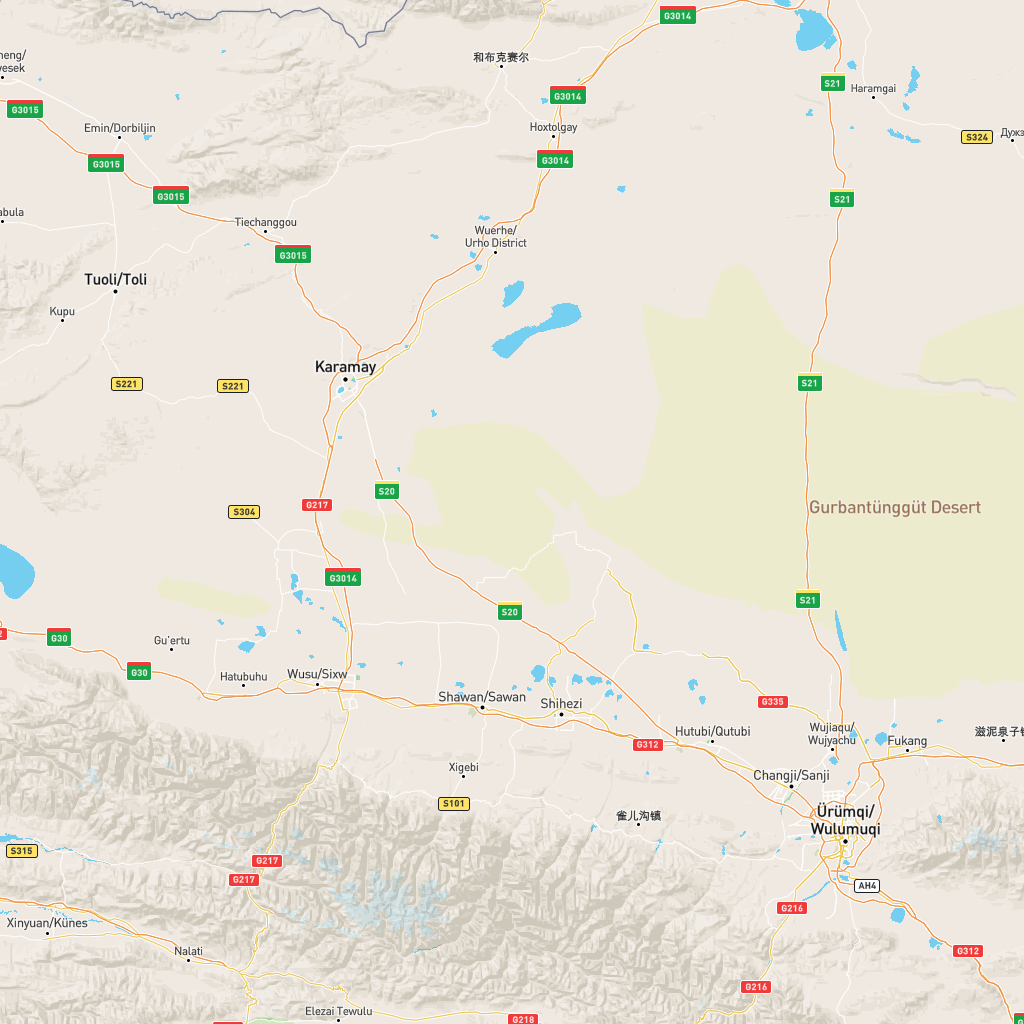 G3014
heng/
和布克赛尔
S21
Haramgai
G3014
G3015
Hoxtolgay
Emin/Dorbiljin
S324
G3014
G3015
G3015
S21
Tiechanggou
Wuerhe/
Urho District
G3015
Tuoli/Toli
Kupu
Karamay
S221
S221
S21
S20
G217
S304
Gurbantünggüt Desert
G3014
S21
S20
G30
Gu'ertu
G30
Hatubuhu
Wusu/Sixw
Shawan/Sawan
Shihezi
G335
Hutubi/Qutubi
Wujiaqu/
Wujyachu
Fukang
滋泥泉子镇
G312
Xigebi
Changji/Sanji
S101
雀儿沟镇
Ürümqi/
Wulumuqi
S315
G217
G217
AH4
G216
Xinyuan/Künes
Nalati
G312
G216
Elezai Tewulu
G218